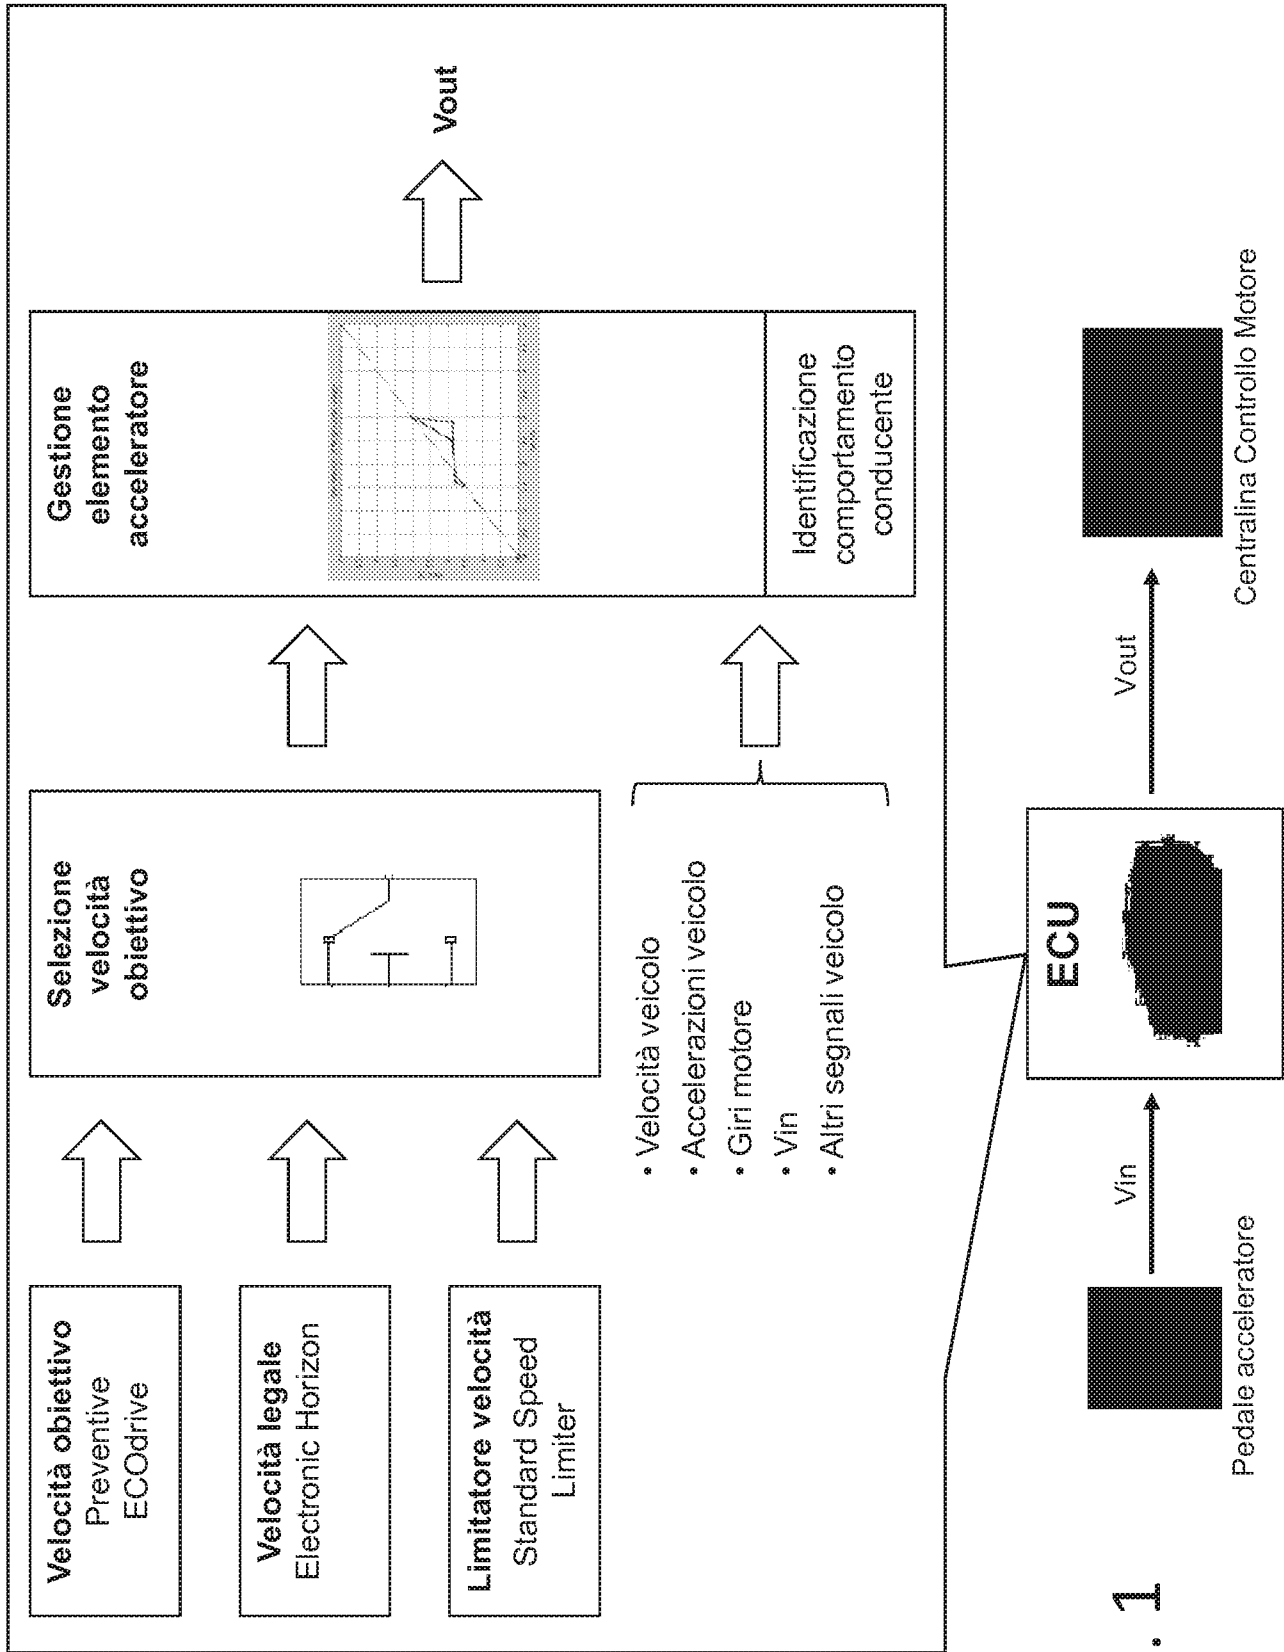 Velocità obiettivo
Preventive
ECOdrive
Velocità legale
Electronic Horizon
Limitatore velocità
Standard Speed
Limiter
Selezione
velocità
obiettivo
• Velocità veicolo
• Accelerazioni veicolo
• Giri motore
• Vin
• Altri segnali veicolo
Gestione
elemento
acceleratore
Identificazione
comportamento
conducente
Vout
Pedale acceleratore
Vin
ECU
Vout
Centralina Controllo Motore
. 1